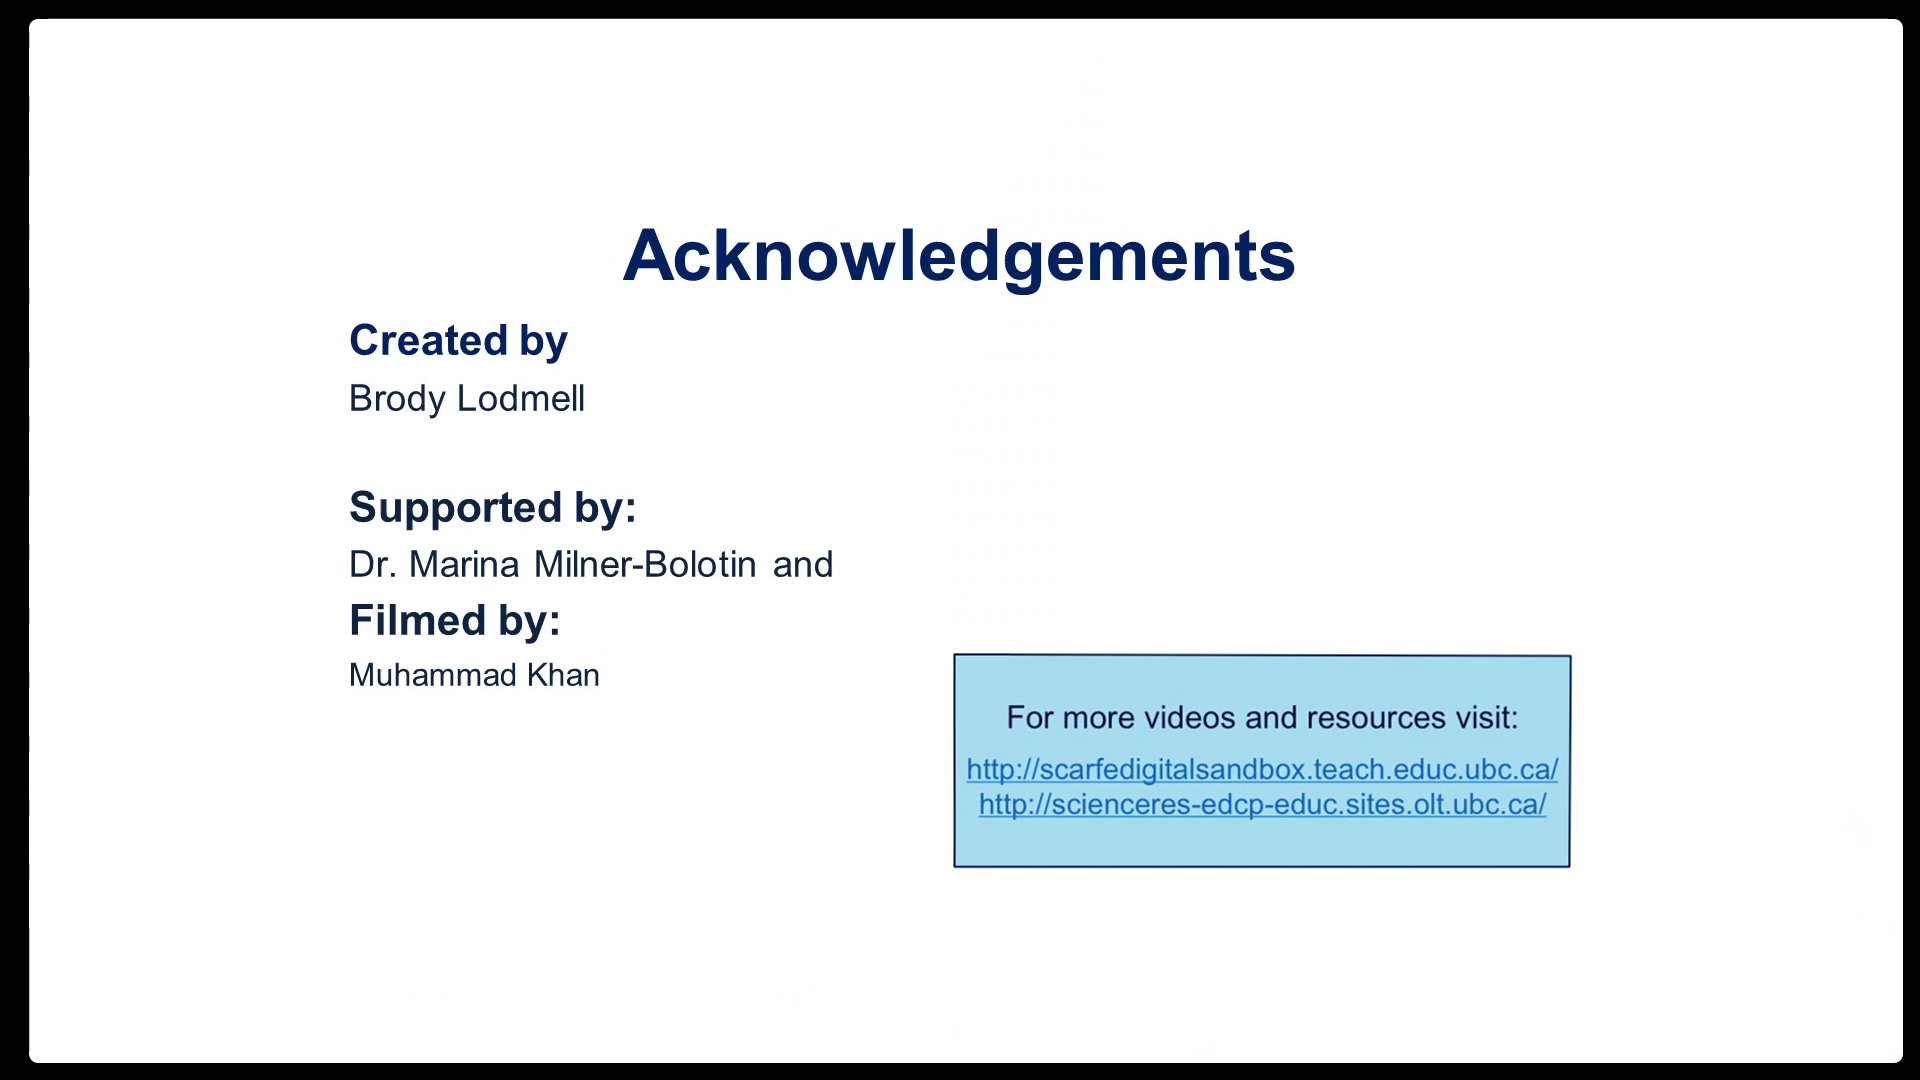 Acknowledgements
Created by
Brody Lodmell
Supported by:
Dr. Marina Milner-Bolotin and
Filmed by:
Muhammad Khan
For more videos and resources visit:
http://scarfedigitalsandbox.teach.educ.ubc.ca/
http://scienceres-edcp-educ.sites.olt.ubc.ca/